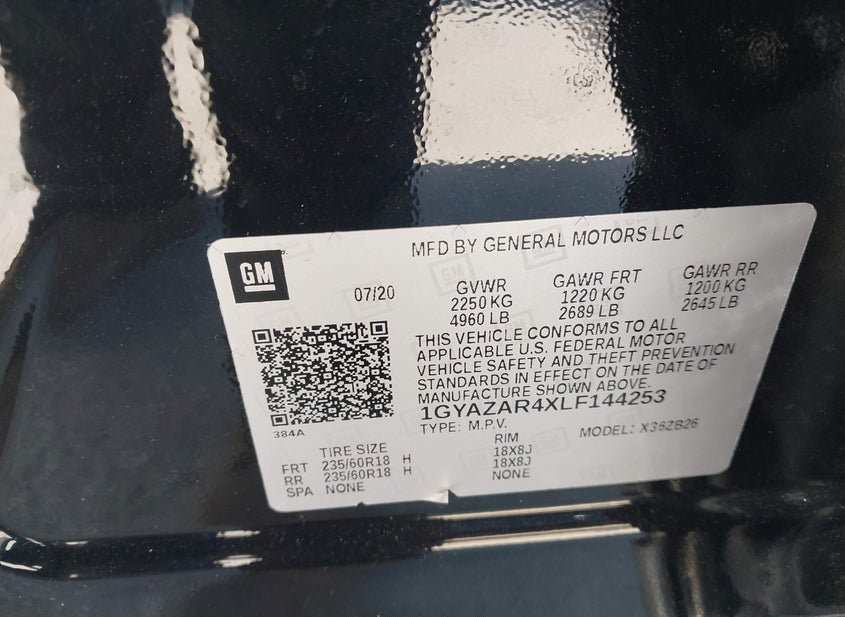 MFD BY GENERAL MOTORS LLC
GM
07/20
GVWR GAWR FRT GAWR RR
2250 KG 1220 KG 1200 KG
4960 LB 2689 LB 2645 LB
THIS VEHICLE CONFORMS TO ALL
APPLICABLE U.S. FEDERAL MOTOR
VEHICLE SAFETY AND THEFT PREVENTION
STANDARDS IN EFFECT ON THE DATE OF
MANUFACTURE SHOWN ABOVE.
1GYAZAR4XLF144253
TYPE: M.P.V. MODEL: X36ZB26
384A
TIRE SIZE RIM
FRT 235/60R18 H 18X8J
RR 235/60R18 H 18X8J
SPA NONE NONE